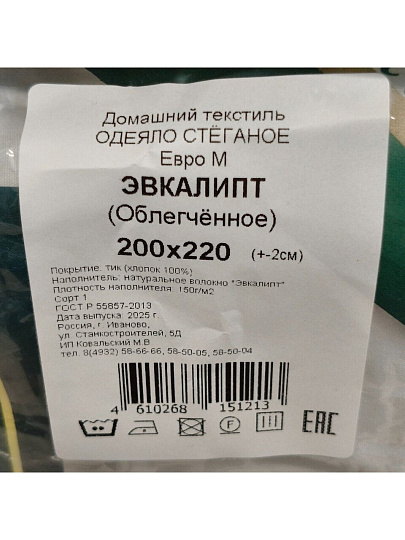 Домашний текстиль
ОДЕЯЛО СТЁГАНОЕ
Евро М
ЭВКАЛИПТ
(Облегчённое)
200х220 (+-2см)
Покрытие: тик (хлопок 100%)
Наполнитель: натуральное волокно "Эвкалипт"
Плотность наполнителя: 150г/м2
Сорт 1
ГОСТ Р 55857-2013
Дата выпуска: 2025 г.
Россия, г. Иваново,
ул. Станкостроителей, 5Д
ИП Ковальский М.В.
тел. 8(4932) 58-66-66, 58-50-05, 58-50-04
4 610268 151213
F
EAC